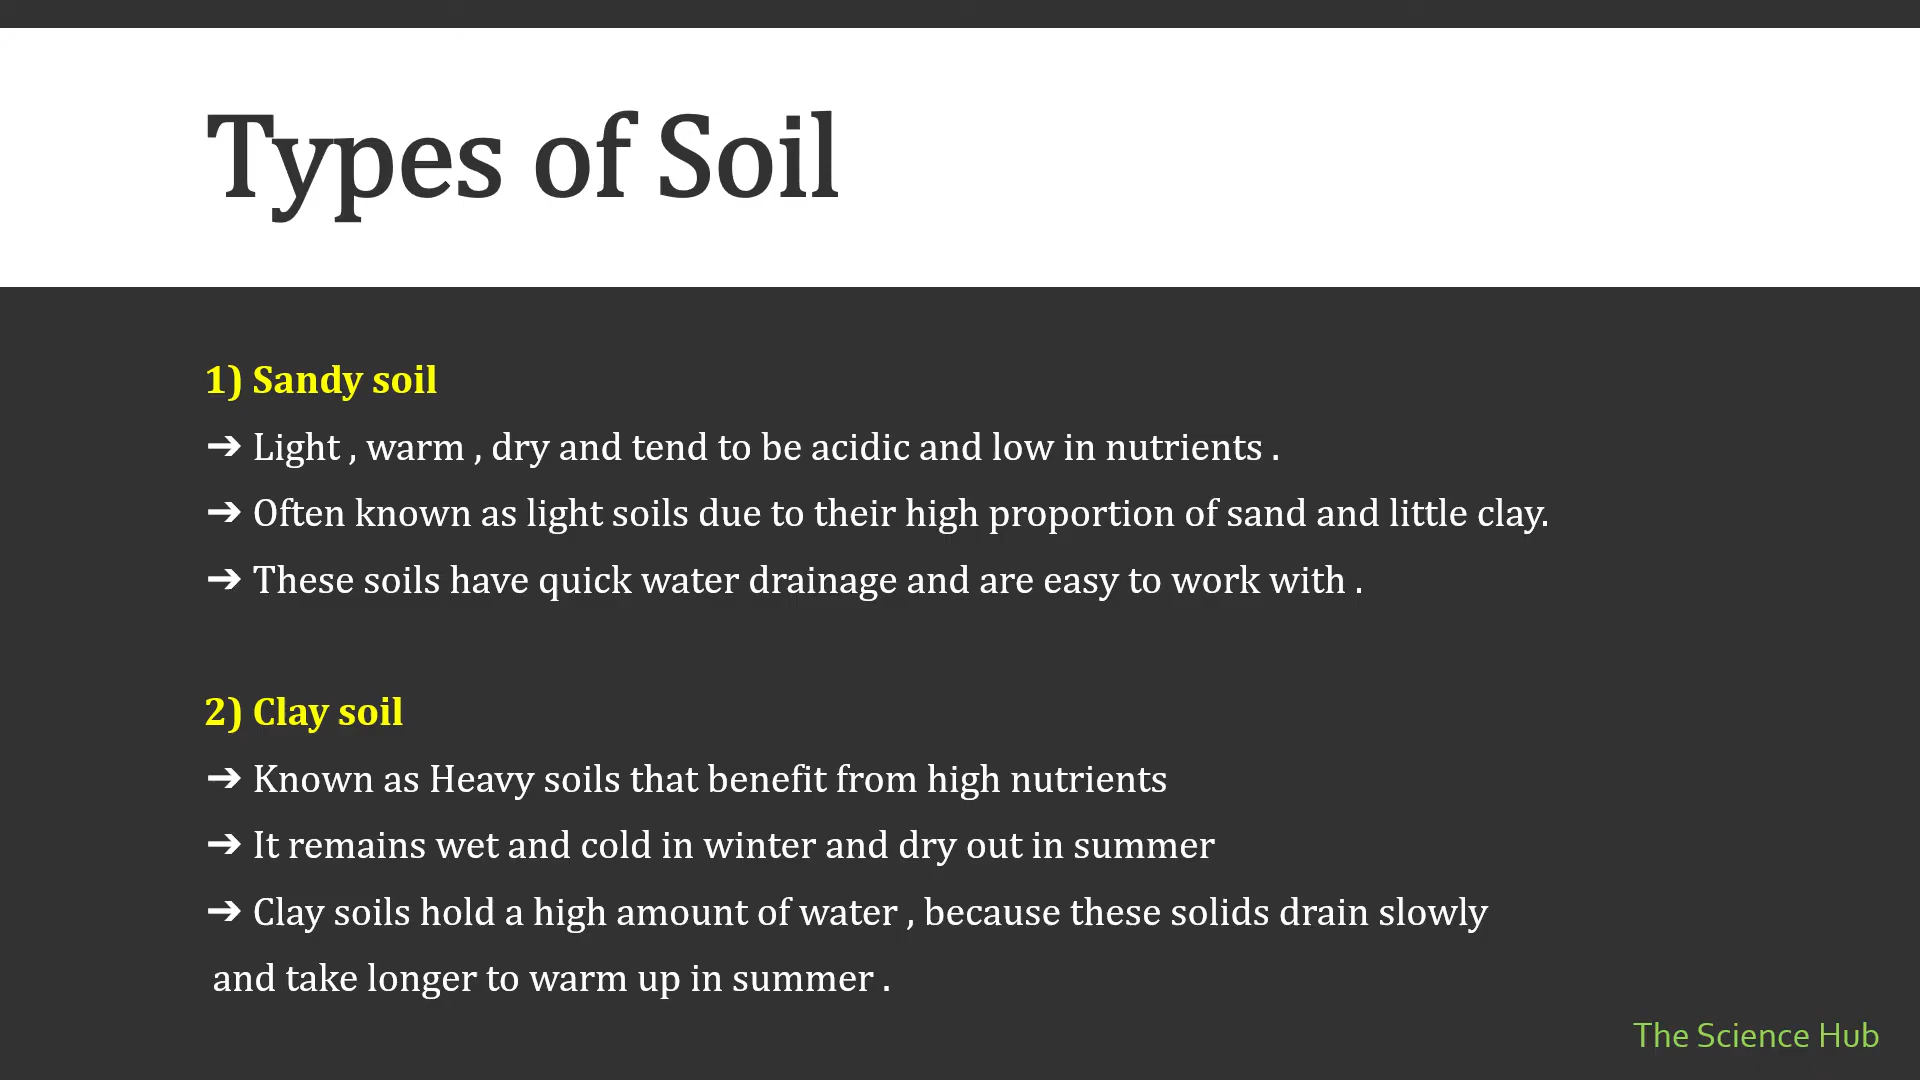 Types of Soil
1) Sandy soil
➔ Light , warm , dry and tend to be acidic and low in nutrients .
➔ Often known as light soils due to their high proportion of sand and little clay.
➔ These soils have quick water drainage and are easy to work with .
2) Clay soil
➔ Known as Heavy soils that benefit from high nutrients
➔ It remains wet and cold in winter and dry out in summer
➔ Clay soils hold a high amount of water , because these solids drain slowly
and take longer to warm up in summer .
The Science Hub